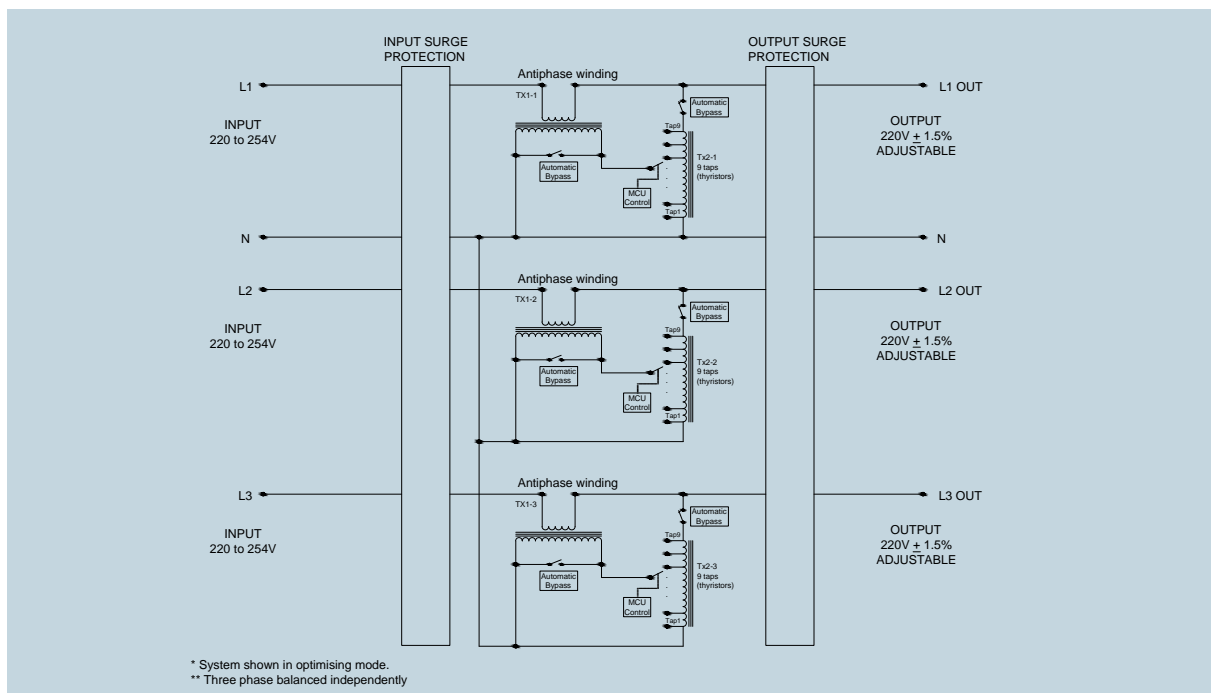 INPUT SURGE
PROTECTION
OUTPUT SURGE
PROTECTION
Antiphase winding
L1
TX1-1
L1 OUT
Automatic
Bypass
INPUT
220 to 254V
OUTPUT
220V ± 1.5%
ADJUSTABLE
Tap9
Tx2-1
9 taps
(thyristors)
Automatic
Bypass
MCU
Control
Tap1
N
N
Antiphase winding
L2
TX1-2
L2 OUT
Automatic
Bypass
INPUT
220 to 254V
OUTPUT
220V ± 1.5%
ADJUSTABLE
Tap9
Tx2-2
9 taps
(thyristors)
Automatic
Bypass
MCU
Control
Tap1
Antiphase winding
L3
TX1-3
L3 OUT
Automatic
Bypass
INPUT
220 to 254V
OUTPUT
220V ± 1.5%
ADJUSTABLE
Tap9
Tx2-3
9 taps
(thyristors)
Automatic
Bypass
MCU
Control
Tap1
* System shown in optimising mode.
** Three phase balanced independently